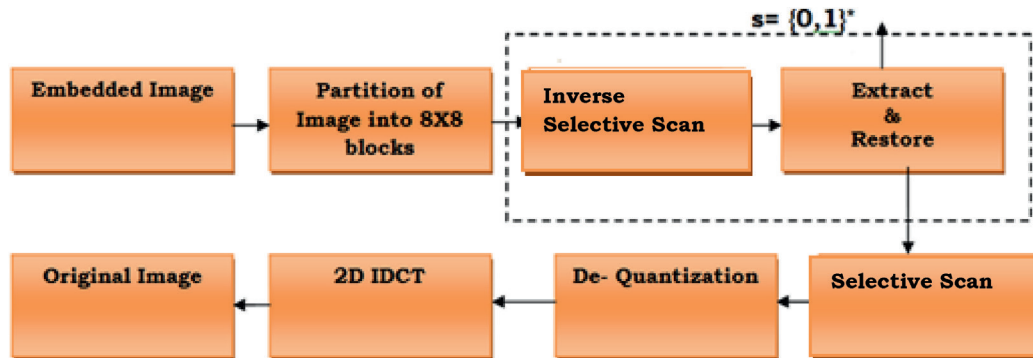 s= {0,1}*
Embedded Image
Partition of
Image into 8X8
blocks
Inverse
Selective Scan
Extract
&
Restore
Original Image
2D IDCT
De- Quantization
Selective Scan